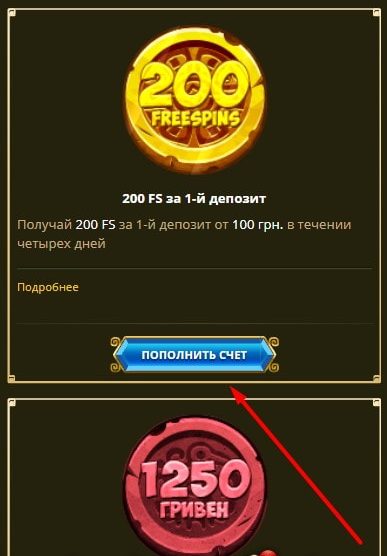 200
FREESPINS
200 FS за 1-й депозит
Получай 200 FS за 1-й депозит от 100 грн. в течении
четырех дней
Подробнее
ПОПОЛНИТЬ СЧЕТ
1250
ГРИВЕН